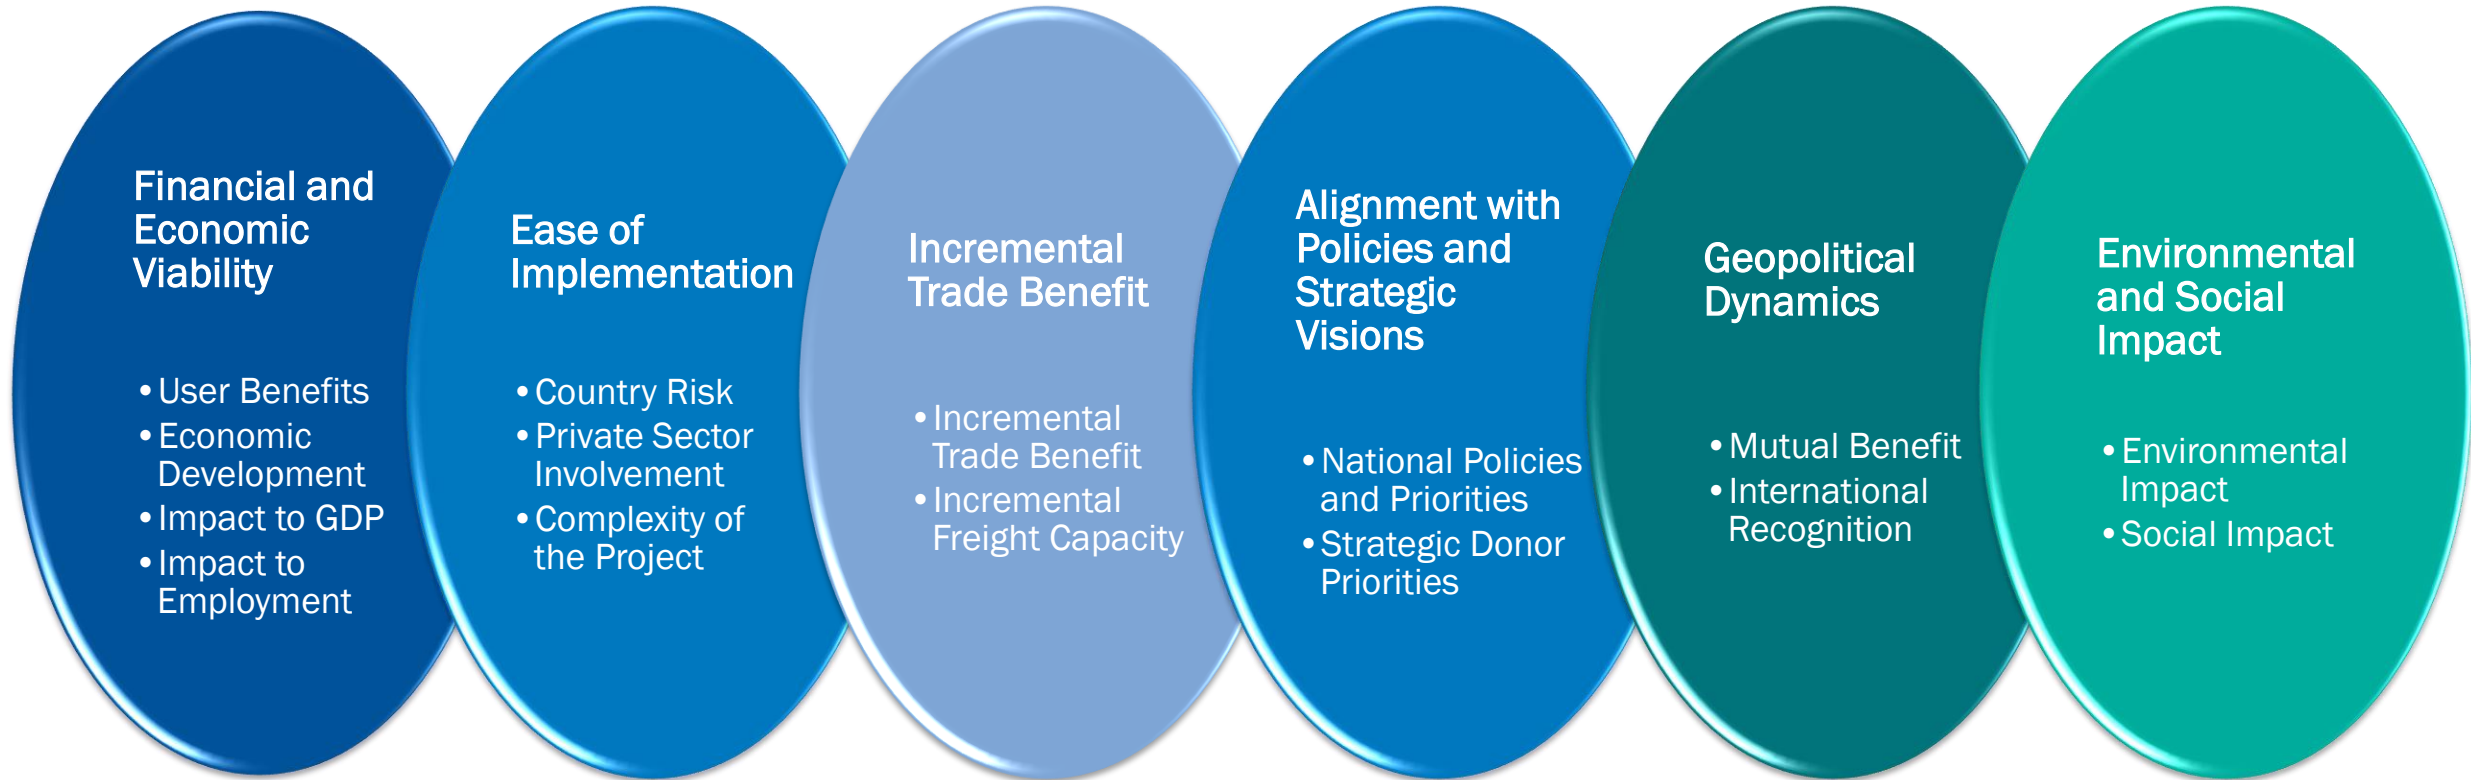 Financial and
Economic
Viability
•User Benefits
•Economic
Development
•Impact to GDP
•Impact to
Employment
Ease of
Implementation
•Country Risk
•Private Sector
Involvement
•Complexity of
the Project
Incremental
Trade Benefit
•Incremental
Trade Benefit
•Incremental
Freight Capacity
Alignment with
Policies and
Strategic
Visions
•National Policies
and Priorities
•Strategic Donor
Priorities
Geopolitical
Dynamics
•Mutual Benefit
•International
Recognition
Environmental
and Social
Impact
•Environmental
Impact
•Social Impact